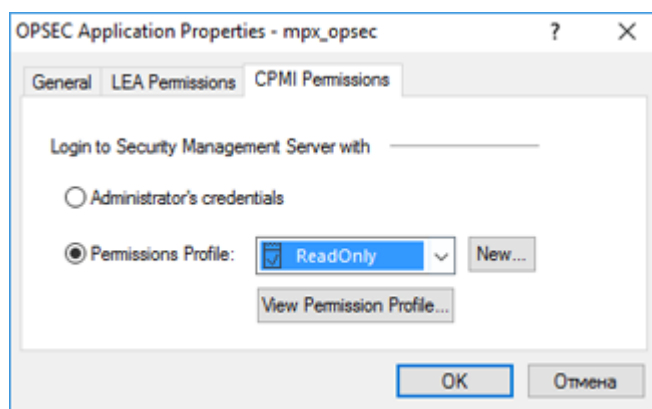 OPSEC Application Properties - mpx_opsec ?
General LEA Permissions CPMI Permissions
Login to Security Management Server with
Administrator's credentials
Permissions Profile: ReadOnly New...
View Permission Profile...
OK Отмена